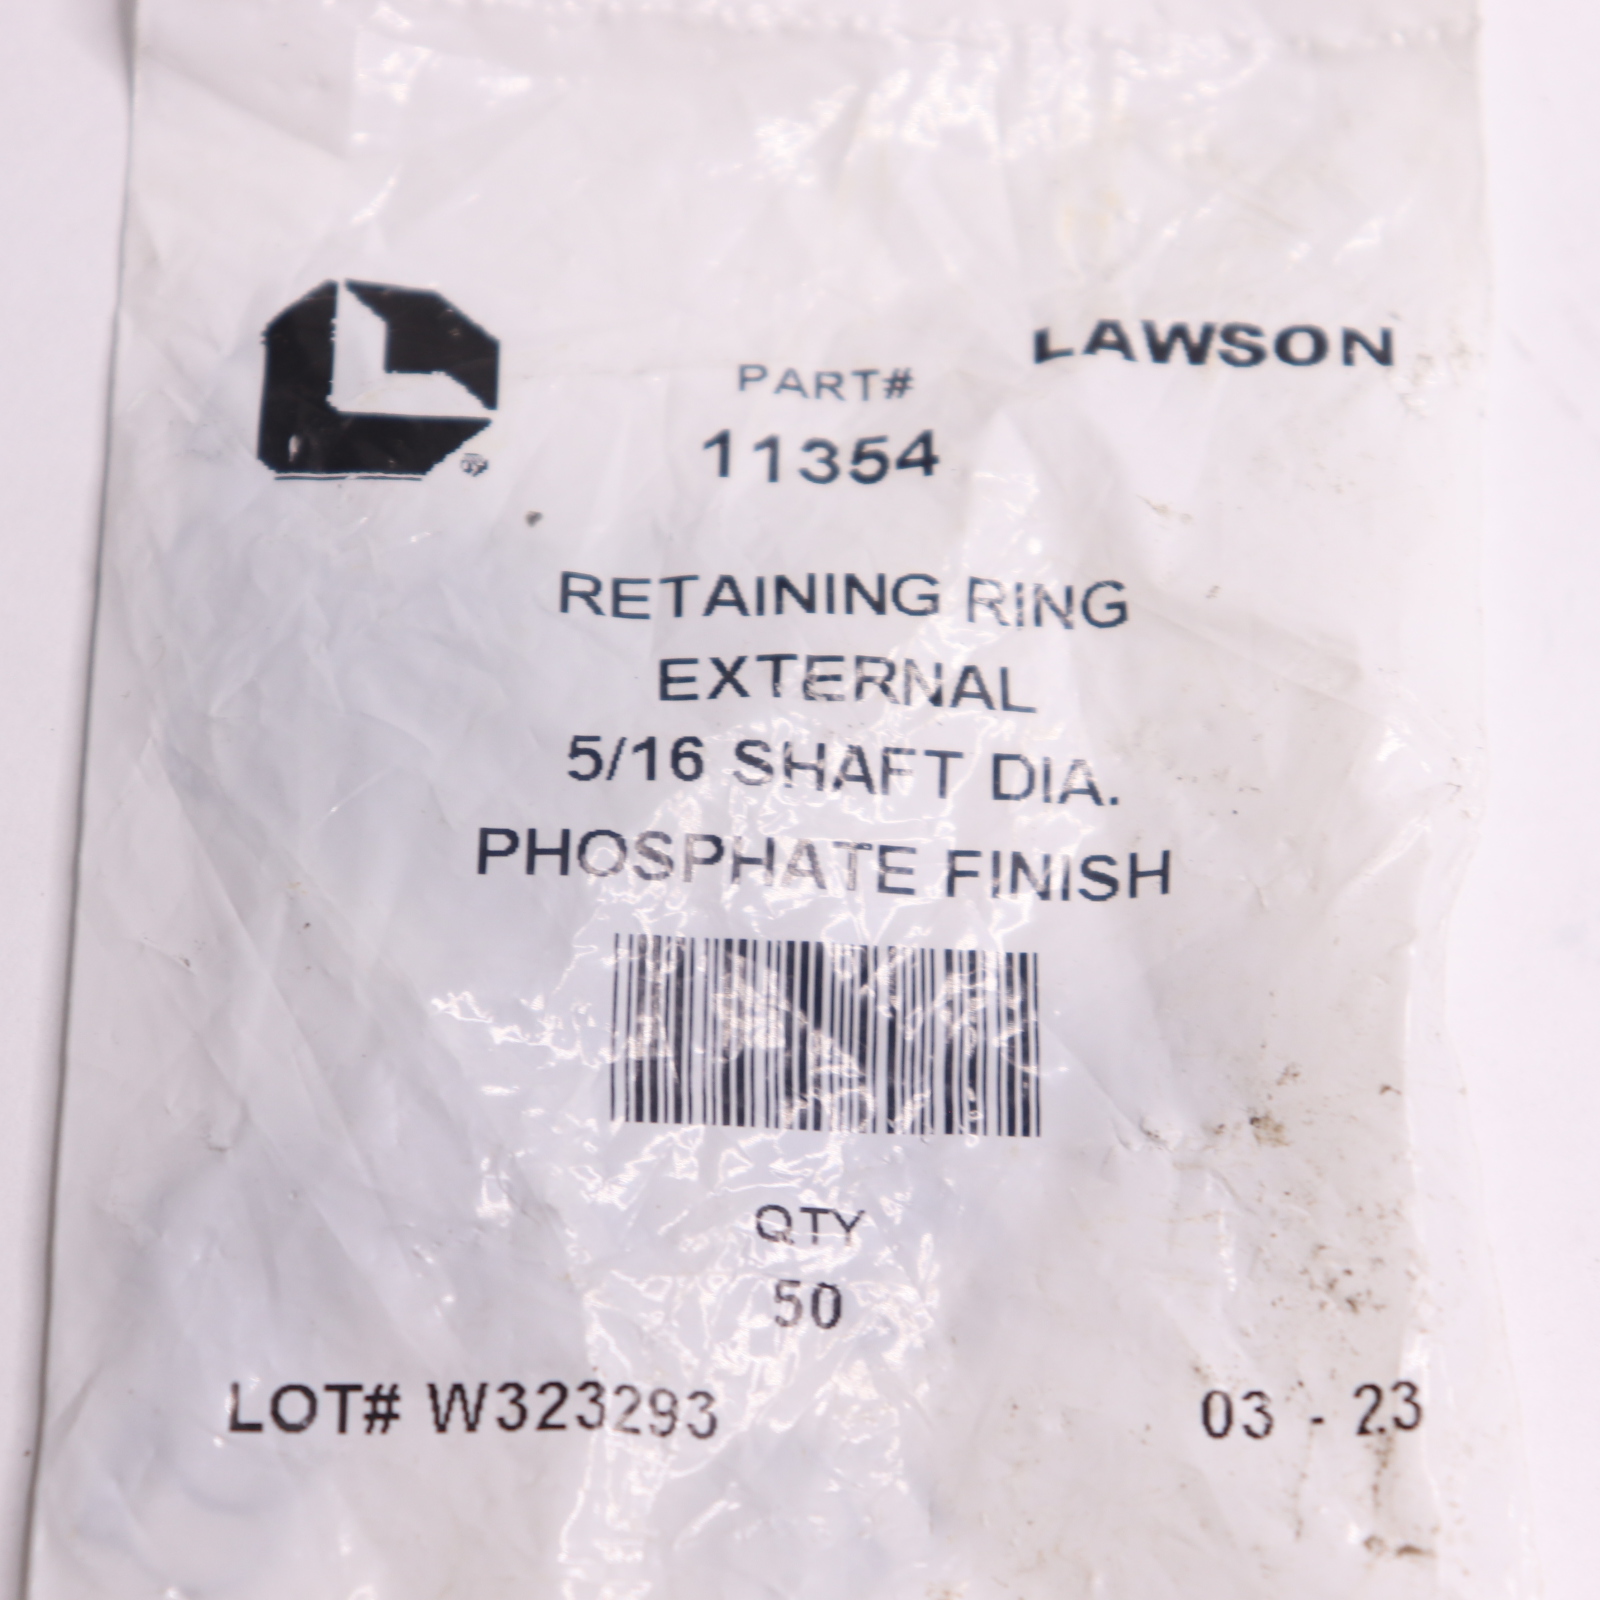 LAWSON
PART#
11354
RETAINING RING
EXTERNAL
5/16 SHAFT DIA.
PHOSPHATE FINISH
QTY
50
LOT# W323293
03 - 23